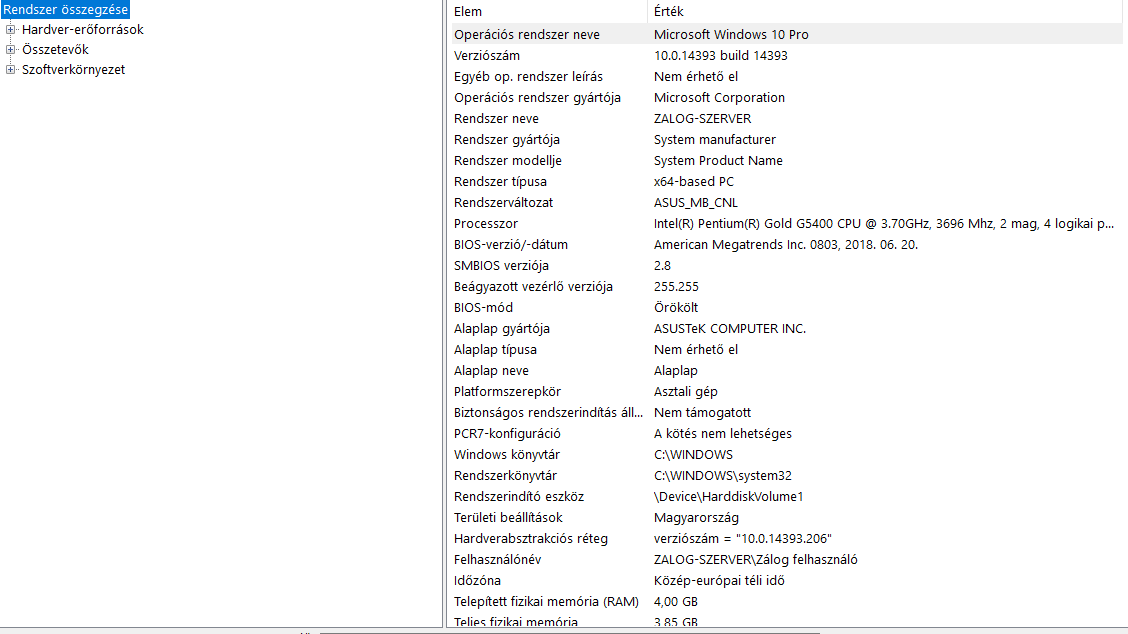 Rendszer összegzése
Hardver-erőforrások
Összetevők
Szoftverkörnyezet
Elem Érték
Operációs rendszer neve Microsoft Windows 10 Pro
Verziószám 10.0.14393 build 14393
Egyéb op. rendszer leírás Nem érhető el
Operációs rendszer gyártója Microsoft Corporation
Rendszer neve ZALOG-SZERVER
Rendszer gyártója System manufacturer
Rendszer modellje System Product Name
Rendszer típusa x64-based PC
Rendszerváltozat ASUS_MB_CNL
Processzor Intel(R) Pentium(R) Gold G5400 CPU @ 3.70GHz, 3696 Mhz, 2 mag, 4 logikai p...
BIOS-verzió/-dátum American Megatrends Inc. 0803, 2018. 06. 20.
SMBIOS verziója 2.8
Beágyazott vezérlő verziója 255.255
BIOS-mód Örökölt
Alaplap gyártója ASUSTeK COMPUTER INC.
Alaplap típusa Nem érhető el
Alaplap neve Alaplap
Platformszerepkör Asztali gép
Biztonságos rendszerindítás áll... Nem támogatott
PCR7-konfiguráció A kötés nem lehetséges
Windows könyvtár C:\WINDOWS
Rendszerkönyvtár C:\WINDOWS\system32
Rendszerindító eszköz \Device\HarddiskVolume1
Területi beállítások Magyarország
Hardverabsztrakciós réteg verziószám = "10.0.14393.206"
Felhasználónév ZALOG-SZERVER\Zálog felhasználó
Időzóna Közép-európai téli idő
Telepített fizikai memória (RAM) 4,00 GB
Teljes fizikai memória 3,85 GB